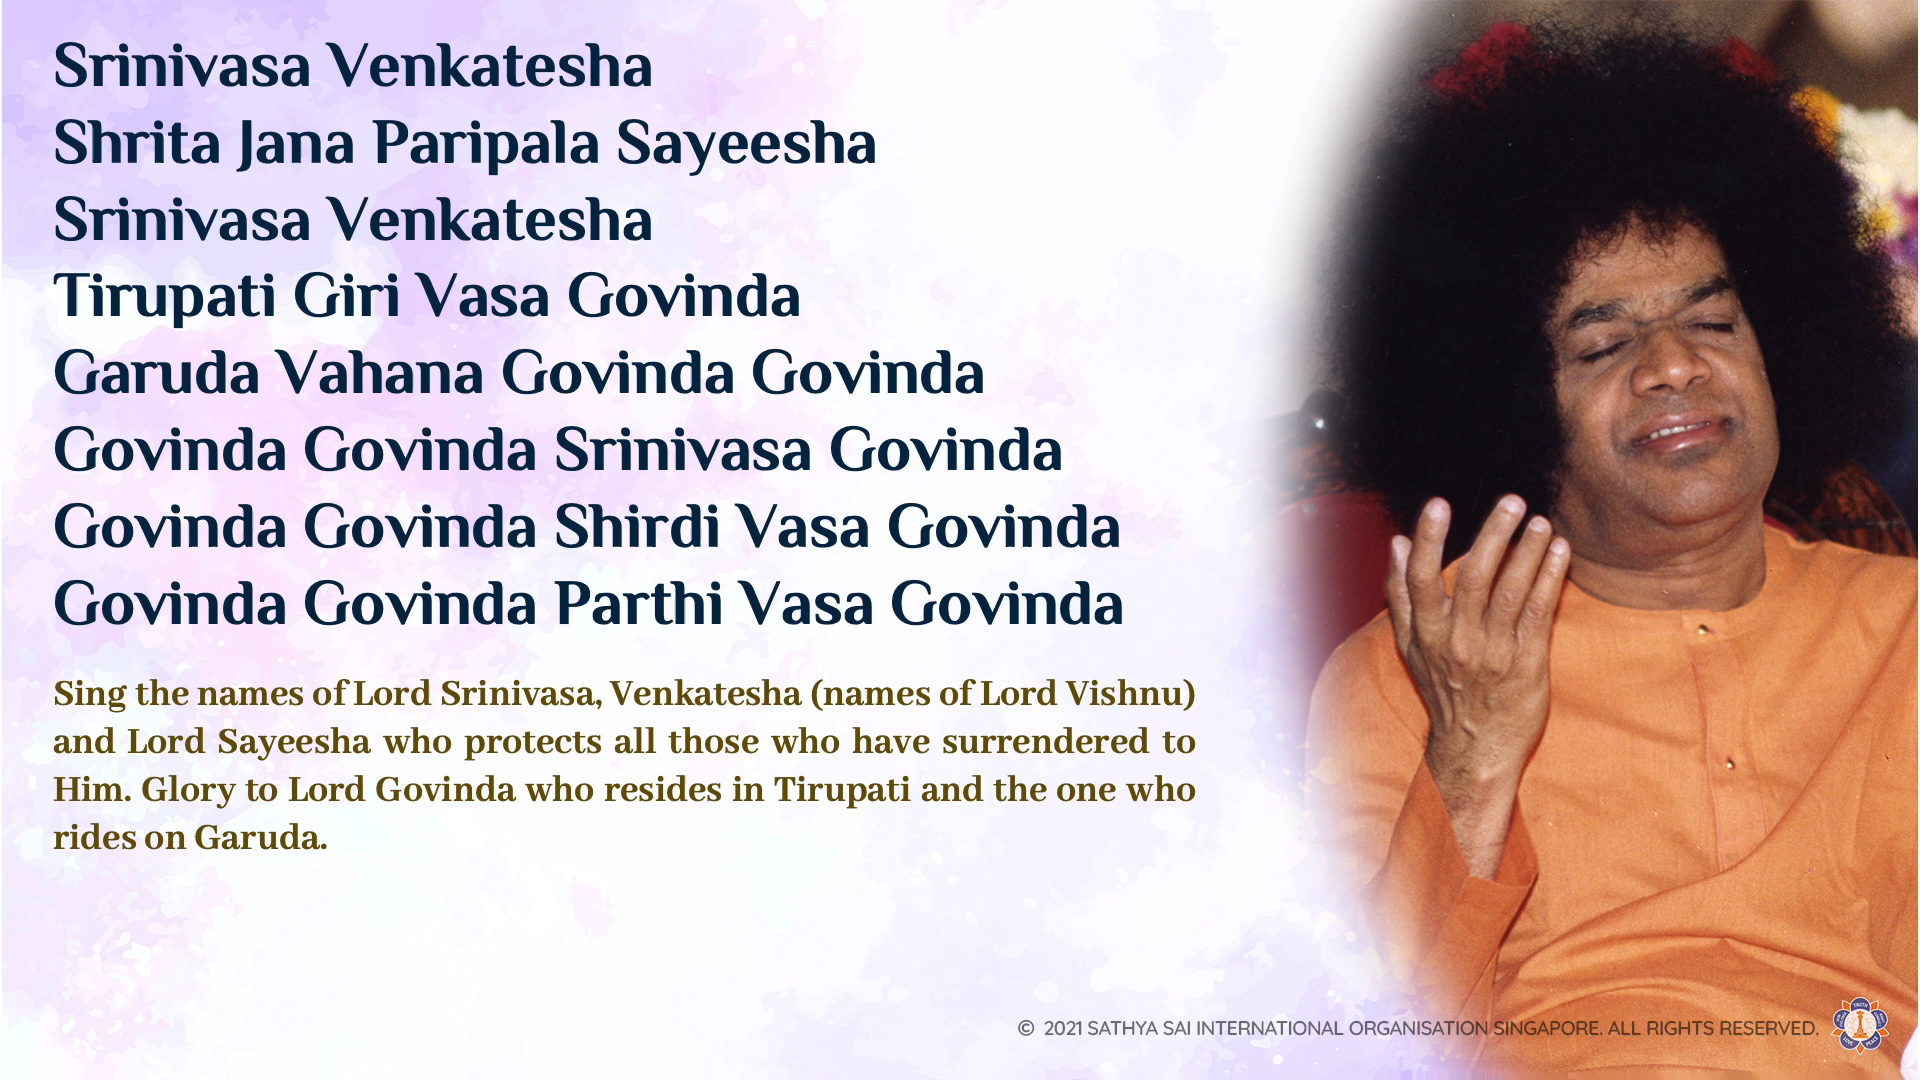 Srinivasa Venkatesha
Shrita Jana Paripala Sayeesha
Srinivasa Venkatesha
Tirupati Giri Vasa Govinda
Garuda Vahana Govinda Govinda
Govinda Govinda Srinivasa Govinda
Govinda Govinda Shirdi Vasa Govinda
Govinda Govinda Parthi Vasa Govinda
Sing the names of Lord Srinivasa, Venkatesha (names of Lord Vishnu)
and Lord Sayeesha who protects all those who have surrendered to
Him. Glory to Lord Govinda who resides in Tirupati and the one who
rides on Garuda.
© 2021 SATHYA SAI INTERNATIONAL ORGANISATION SINGAPORE. ALL RIGHTS RESERVED.